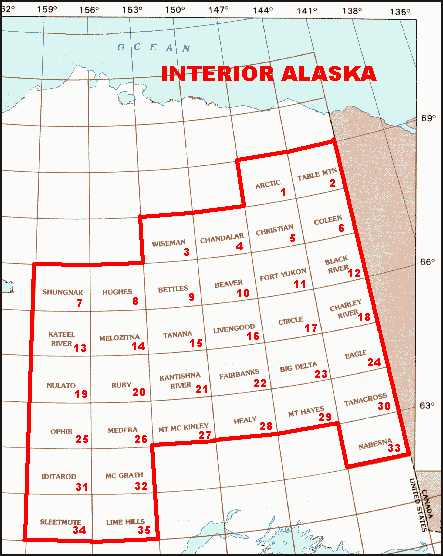 62° 159° 156° 153° 150° 147° 144° 141° 138° 135°
OCEAN
INTERIOR ALASKA
69°
ARCTIC 1 TABLE MTN 2
WISEMAN 3 CHANDALAR 4 CHRISTIAN 5 COLEEN 6
66°
SHUNGNAK 7 HUGHES 8 BETTLES 9 BEAVER 10 FORT YUKON 11 BLACK
RIVER 12
KATEEL
RIVER 13 MELOZITNA 14 TANANA 15 LIVENGOOD 16 CIRCLE 17 CHARLEY
RIVER 18
NULATO 19 RUBY 20 KANTISHNA
RIVER 21 FAIRBANKS 22 BIG DELTA 23 EAGLE 24
63°
OPHIR 25 MEDFRA 26 MT MC KINLEY 27 HEALY 28 MT HAYES 29 TANACROSS 30
IDITAROD 31 MC GRATH 32 NABESNA 33
SLEETMUTE 34 LIME HILLS 35
CANADA
UNITED STATES